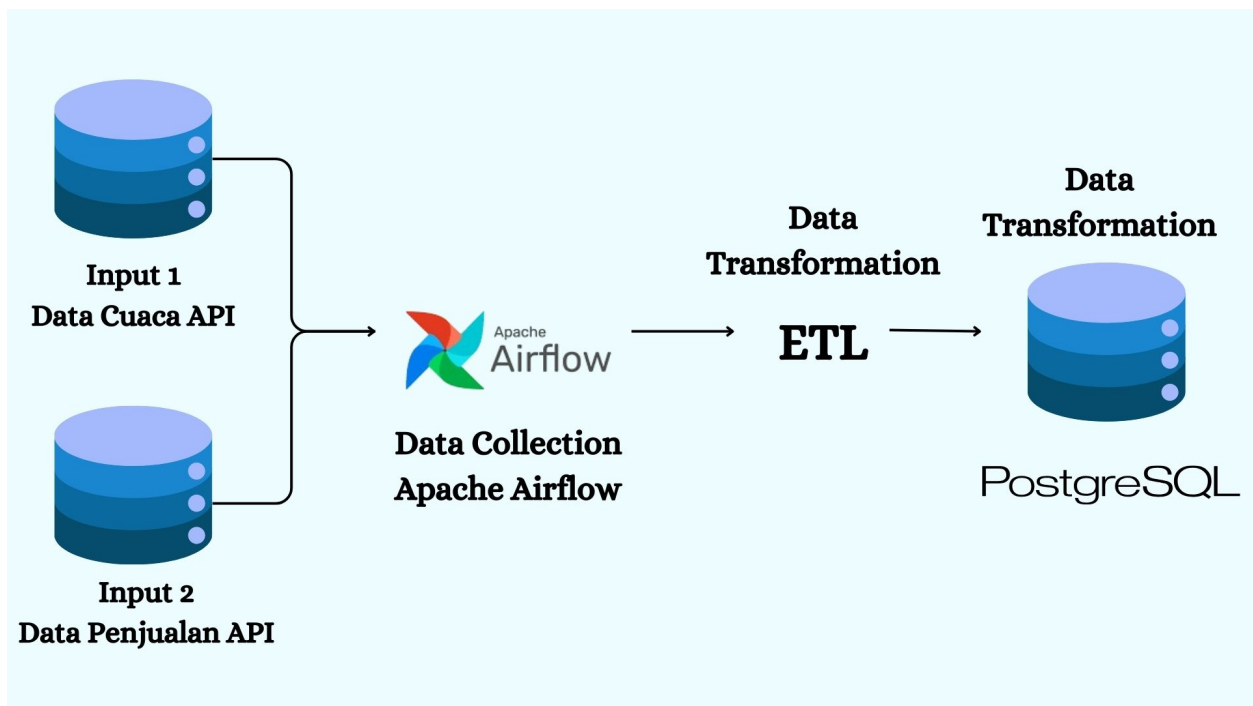 Input 1
Data Cuaca API
Input 2
Data Penjualan API
Apache
Airflow
Data Collection
Apache Airflow
Data
Transformation
ETL
Data
Transformation
PostgreSQL